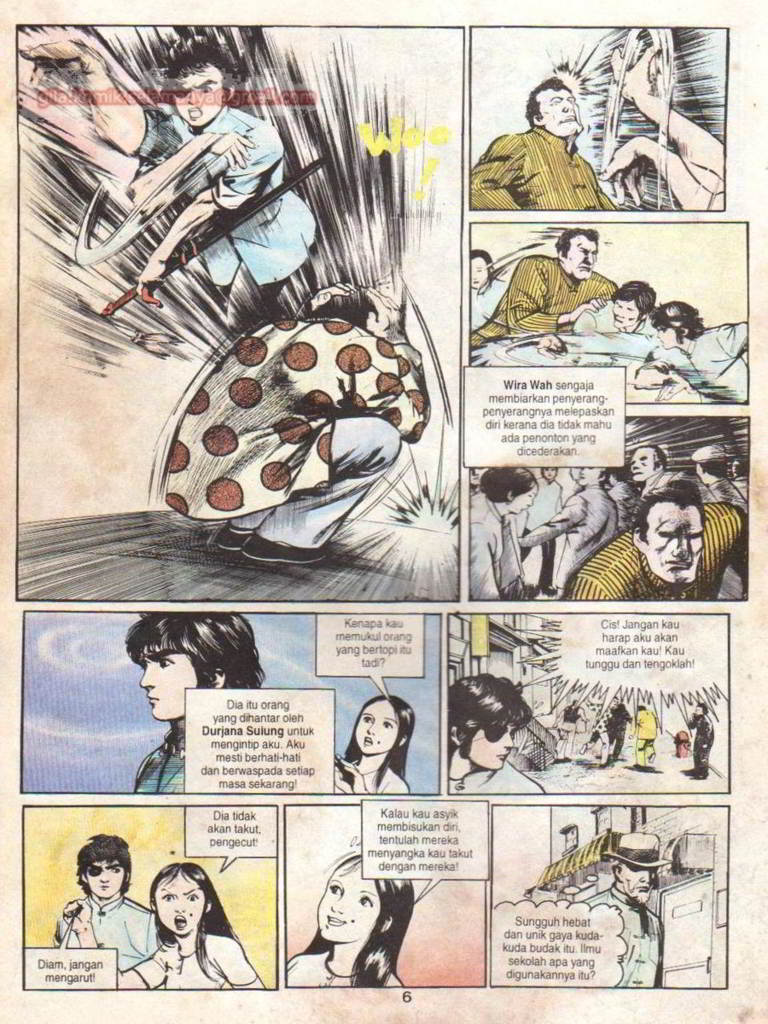 gilakomikselamanya@gmail.com
Woo
!
Wira Wah sengaja
membiarkan penyerang-
penyerangnya melepaskan
diri kerana dia tidak mahu
ada penonton yang
dicederakan.
Kenapa kau
memukul orang
yang bertopi itu
tadi?
Dia itu orang
yang dihantar oleh
Durjana Sulung untuk
mengintip aku. Aku
mesti berhati-hati
dan berwaspada setiap
masa sekarang!
Cis! Jangan kau
harap aku akan
maafkan kau! Kau
tunggu dan tengoklah!
Dia tidak
akan takut,
pengecut!
Diam, jangan
mengarut!
Kalau kau asyik
membisukan diri,
tentulah mereka
menyangka kau takut
dengan mereka!
Sungguh hebat
dan unik gaya kuda-
kuda budak itu. Ilmu
sekolah apa yang
digunakannya itu?
6